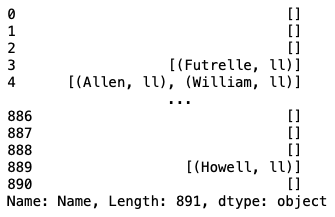 0 []
1 []
2 []
3 [(Futrelle, ll)]
4 [(Allen, ll), (William, ll)]
...
886 []
887 []
888 []
889 [(Howell, ll)]
890 []
Name: Name, Length: 891, dtype: object